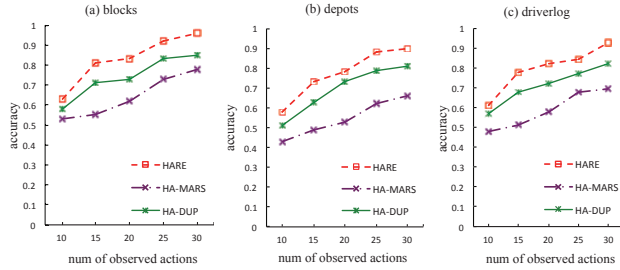 (a) blocks
1
0.9
0.8
0.7
0.6
0.5
0.4
0.3
0.2
0.1
0
accuracy
HARE
HA-MARS
HA-DUP
10 15 20 25 30
num of observed actions
(b) depots
1
0.9
0.8
0.7
0.6
0.5
0.4
0.3
0.2
0.1
0
accuracy
HARE
HA-MARS
HA-DUP
10 15 20 25 30
num of observed actions
(c) driverlog
1
0.9
0.8
0.7
0.6
0.5
0.4
0.3
0.2
0.1
0
accuracy
HARE
HA-MARS
HA-DUP
10 15 20 25 30
num of observed actions